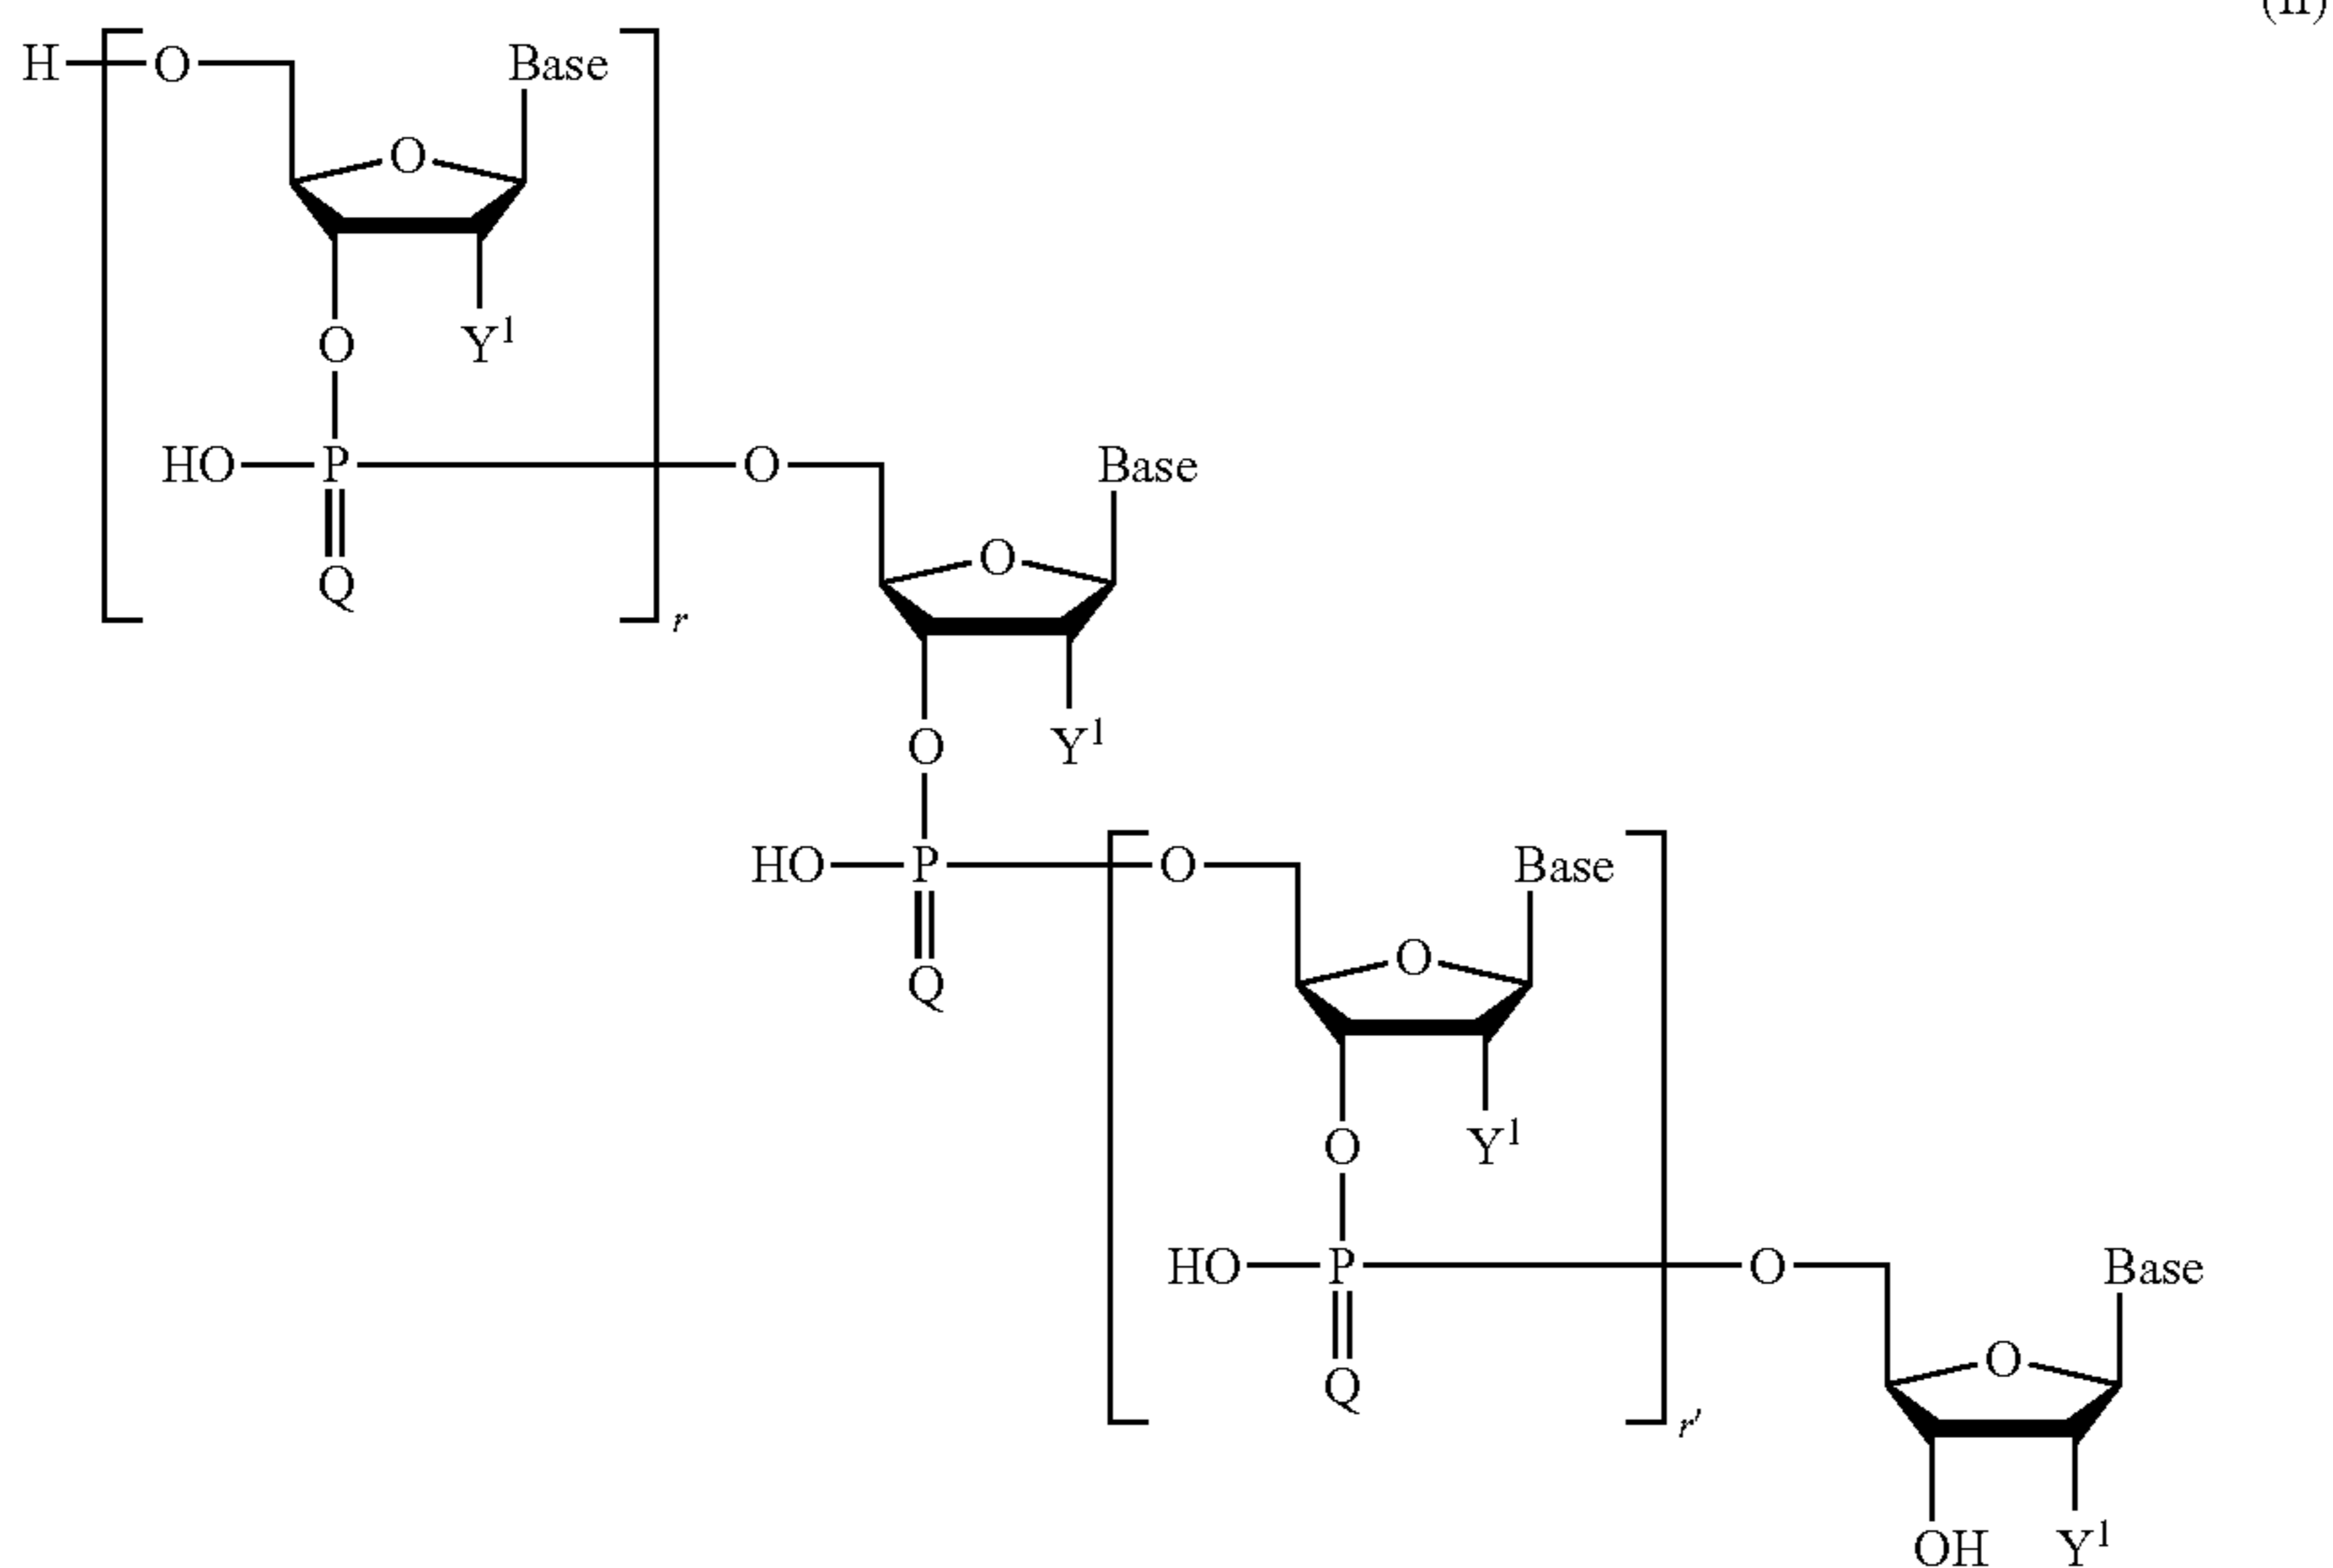 (II)
H O Base
O
O Y¹
HO P O Base
Q O
r
O Y¹
HO P O Base
Q O
O Y¹
HO P O Base
Q O
r'
OH Y¹